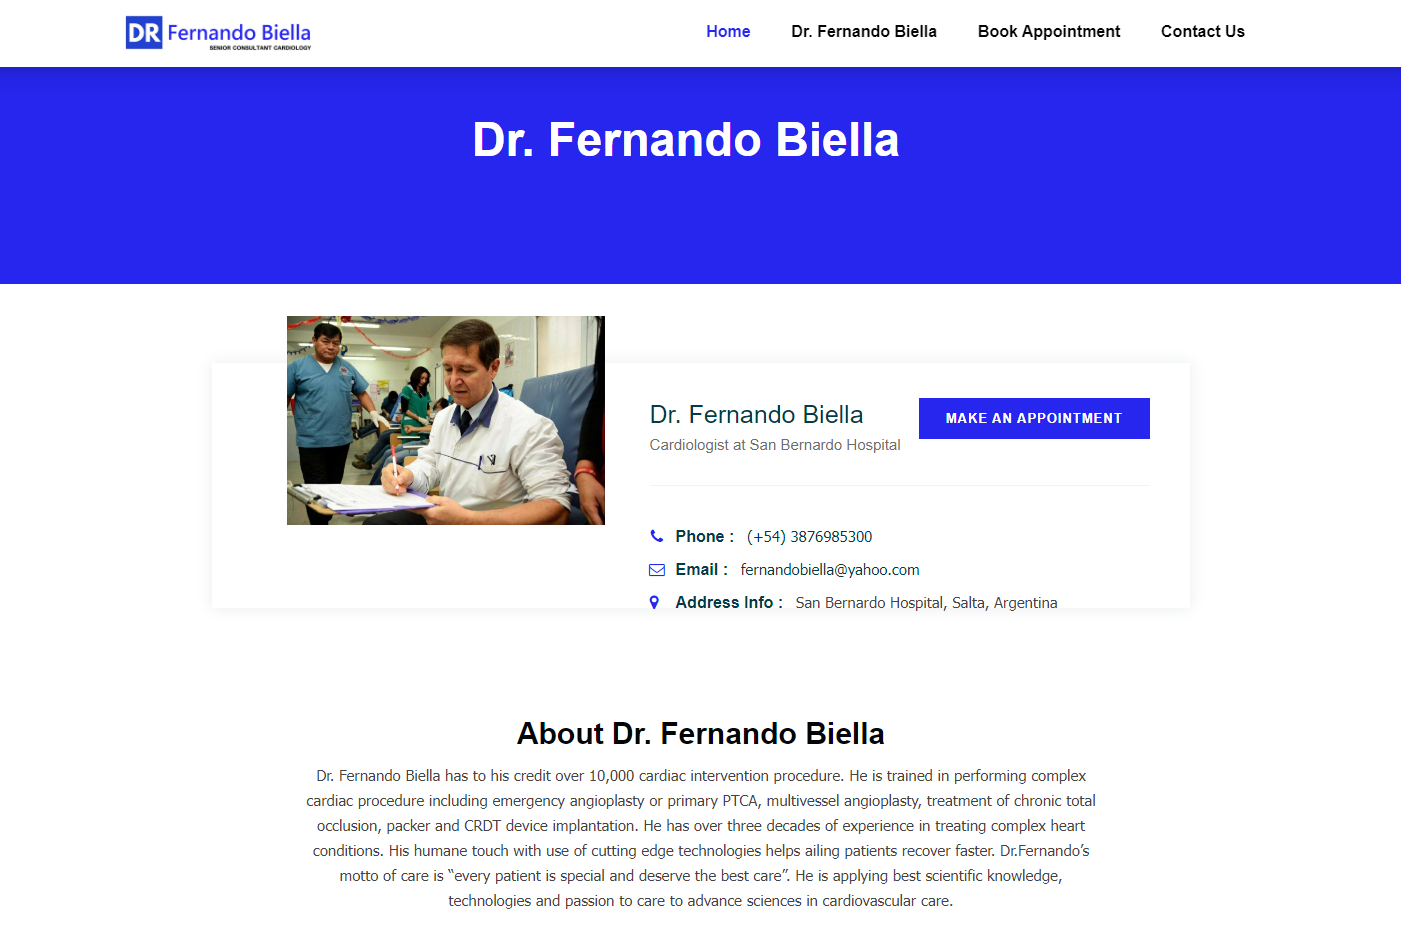 DR Fernando Biella
SENIOR CONSULTANT CARDIOLOGY
Home Dr. Fernando Biella Book Appointment Contact Us
Dr. Fernando Biella
Dr. Fernando Biella
MAKE AN APPOINTMENT
Cardiologist at San Bernardo Hospital
Phone : (+54) 3876985300
Email : fernandobiella@yahoo.com
Address Info : San Bernardo Hospital, Salta, Argentina
About Dr. Fernando Biella
Dr. Fernando Biella has to his credit over 10,000 cardiac intervention procedure. He is trained in performing complex
cardiac procedure including emergency angioplasty or primary PTCA, multivessel angioplasty, treatment of chronic total
occlusion, packer and CRDT device implantation. He has over three decades of experience in treating complex heart
conditions. His humane touch with use of cutting edge technologies helps ailing patients recover faster. Dr.Fernando’s
motto of care is “every patient is special and deserve the best care”. He is applying best scientific knowledge,
technologies and passion to care to advance sciences in cardiovascular care.